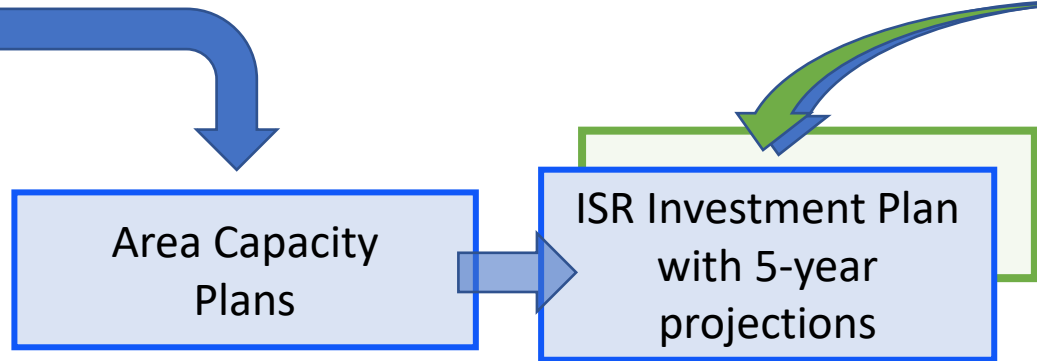 Area Capacity
Plans
ISR Investment Plan
with 5-year
projections